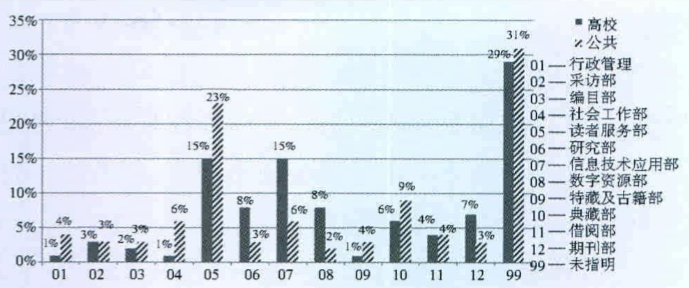 35%
30%
25%
20%
15%
10%
5%
0%
1% 4% 3% 3% 2% 3% 1% 6% 15% 23% 8% 3% 15% 6% 8% 2% 1% 4% 6% 9% 4% 4% 7% 3% 29% 31%
01 02 03 04 05 06 07 08 09 10 11 12 99
高校
公共
01—行政管理
02—采访部
03—编目部
04—社会工作部
05—读者服务部
06—研究部
07—信息技术应用部
08—数字资源部
09—特藏及古籍部
10—典藏部
11—借阅部
12—期刊部
99—未指明